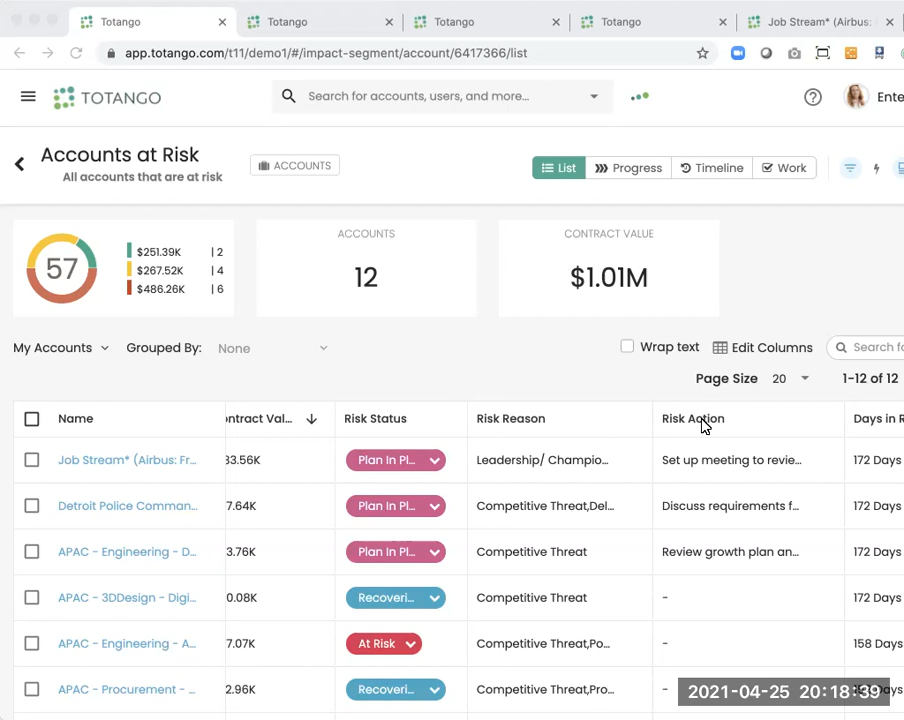 Totango
Totango
Totango
Totango
Job Stream* (Airbus:
app.totango.com/t11/demo1/#/impact-segment/account/6417366/list
TOTANGO
Search for accounts, users, and more...
Ente
Accounts at Risk
ACCOUNTS
All accounts that are at risk
List
Progress
Timeline
Work
57
$251.39K | 2
$267.52K | 4
$486.26K | 6
ACCOUNTS
12
CONTRACT VALUE
$1.01M
My Accounts
Grouped By: None
Wrap text
Edit Columns
Search fo
Page Size 20
1-12 of 12
Name
ontract Val...
Risk Status
Risk Reason
Risk Action
Days in R
Job Stream* (Airbus: Fr... 33.56K Plan In Pl... Leadership/ Champio... Set up meeting to revie... 172 Days
Detroit Police Comman... 7.64K Plan In Pl... Competitive Threat,Del... Discuss requirements f... 172 Days
APAC - Engineering - D... 3.76K Plan In Pl... Competitive Threat Review growth plan an... 172 Days
APAC - 3DDesign - Digi... 0.08K Recoveri... Competitive Threat - 172 Days
APAC - Engineering - A... 7.07K At Risk Competitive Threat,Po... - 158 Days
APAC - Procurement - ... 2.96K Recoveri... Competitive Threat,Pro... -
2021-04-25 20:18:39